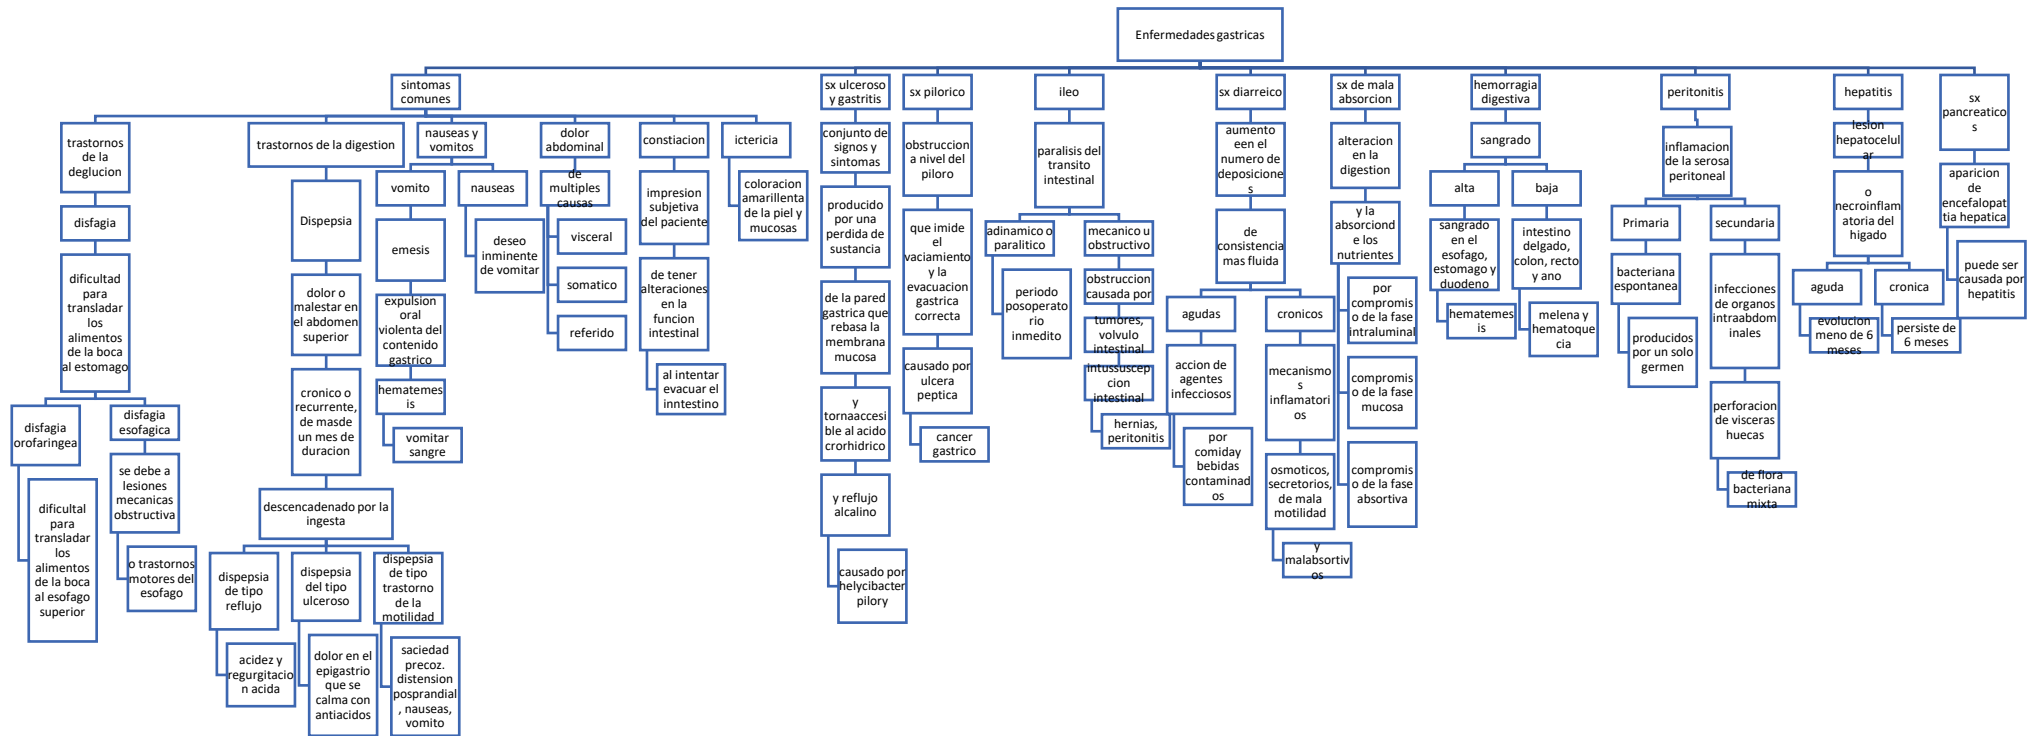 Enfermedades gastricas
sintomas
comunes
trastornos
de la
deglucion
disfagia
dificultad
para
transladar
los
alimentos
de la boca
al estomago
disfagia
orofaringea
dificultal
para
transladar
los
alimentos
de la boca
al esofago
superior
disfagia
esofagica
se debe a
lesiones
mecanicas
obstructiva
o trastornos
motores del
esofago
trastornos de la digestion
Dispepsia
dolor o
malestar en
el abdomen
superior
cronico o
recurrente,
de masde
un mes de
duracion
descencadenado por la
ingesta
dispepsia
de tipo
reflujo
acidez y
regurgitacio
n acida
dispepsia
del tipo
ulceroso
dolor en el
epigastrio
que se
calma con
antiacidos
dispepsia
de tipo
trastorno
de la
motilidad
saciedad
precoz.
distension
posprandial
, nauseas,
vomito
nauseas y
vomitos
vomito
emesis
expulsion
oral
violenta del
contenido
gastrico
hematemes
is
vomitar
sangre
nauseas
deseo
inminente
de vomitar
dolor
abdominal
de
multiples
causas
visceral
somatico
referido
constiacion
impresion
subjetiva
del paciente
de tener
alteraciones
en la
funcion
intestinal
al intentar
evacuar el
inntestino
ictericia
coloracion
amarillenta
de la piel y
mucosas
sx ulceroso
y gastritis
conjunto de
signos y
sintomas
producido
por una
perdida de
sustancia
de la pared
gastrica que
rebasa la
membrana
mucosa
y
tornaaccesi
ble al acido
crorhidrico
y reflujo
alcalino
causado por
helycibacter
pilory
sx pilorico
obstruccion
a nivel del
piloro
que imide
el
vaciamiento
y la
evacuacion
gastrica
correcta
causado por
ulcera
peptica
cancer
gastrico
ileo
paralisis del
transito
intestinal
adinamico o
paralitico
periodo
posoperato
rio
inmedito
mecanico u
obstructivo
obstruccion
causada por
tumores,
volvulo
intestinal
intussuscep
cion
intestinal
hernias,
peritonitis
sx diarreico
aumento
een el
numero de
deposicione
s
de
consistencia
mas fluida
agudas
accion de
agentes
infecciosos
por
comiday
bebidas
contaminad
os
cronicos
mecanismo
s
inflamatori
os
osmoticos,
secretorios,
de mala
motilidad
y
malabsortiv
os
sx de mala
absorcion
alteracion
en la
digestion
y la
absorcionde
los
nutrientes
por
compromis
o de la fase
intraluminal
compromis
o de la fase
mucosa
compromis
o de la fase
absortiva
hemorragia
digestiva
sangrado
alta
sangrado
en el
esofago,
estomago y
duodeno
hematemes
is
baja
intestino
delgado,
colon, recto
y ano
melena y
hematoque
cia
peritonitis
inflamacion
de la serosa
peritoneal
Primaria
bacteriana
espontanea
producidos
por un solo
germen
secundaria
infecciones
de organos
intraabdo
minales
perforacion
de visceras
huecas
de flora
bacteriana
mixta
hepatitis
lesion
hepatocelul
ar
o
necroinflam
atoria del
higado
aguda
evolucion
meno de 6
meses
cronica
persiste de
6 meses
sx
pancreatico
s
aparicion
de
encefalopat
tia hepatica
puede ser
causada por
hepatitis